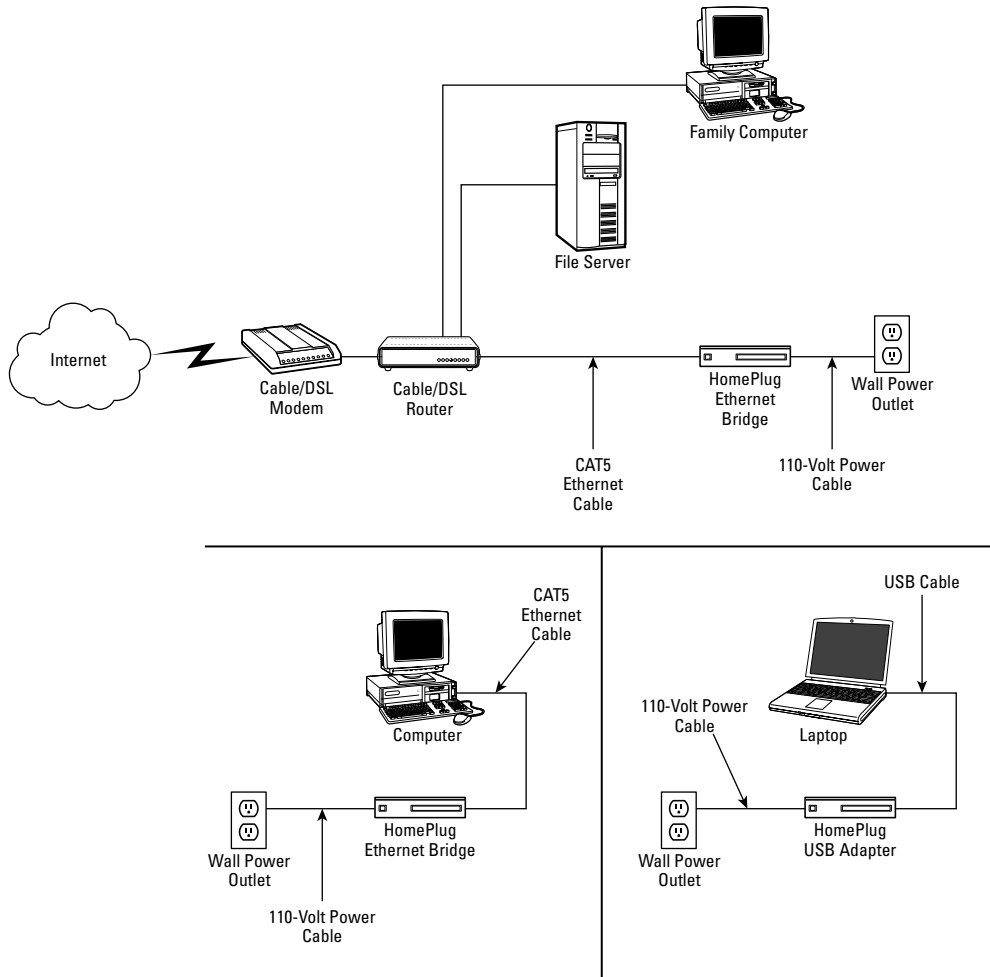 Family Computer
File Server
Internet
Cable/DSL
Modem
Cable/DSL
Router
HomePlug
Ethernet
Bridge
Wall Power
Outlet
CAT5
Ethernet
Cable
110-Volt Power
Cable
CAT5
Ethernet
Cable
Computer
HomePlug
Ethernet Bridge
Wall Power
Outlet
110-Volt Power
Cable
USB Cable
110-Volt Power
Cable
Laptop
HomePlug
USB Adapter
Wall Power
Outlet